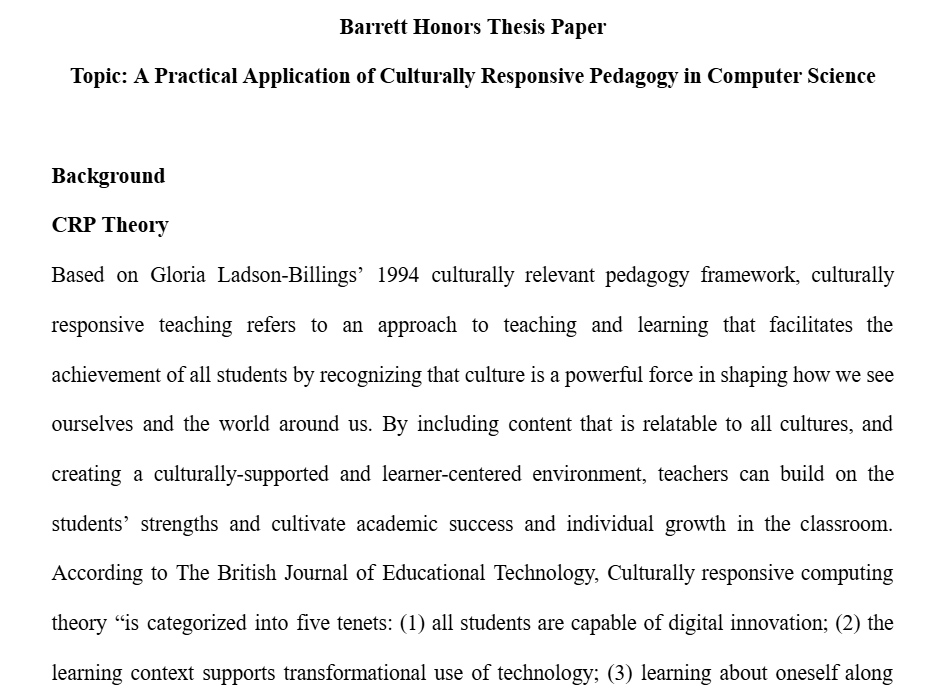 Barrett Honors Thesis Paper
Topic: A Practical Application of Culturally Responsive Pedagogy in Computer Science
Background
CRP Theory
Based on Gloria Ladson-Billings’ 1994 culturally relevant pedagogy framework, culturally
responsive teaching refers to an approach to teaching and learning that facilitates the
achievement of all students by recognizing that culture is a powerful force in shaping how we see
ourselves and the world around us. By including content that is relatable to all cultures, and
creating a culturally-supported and learner-centered environment, teachers can build on the
students’ strengths and cultivate academic success and individual growth in the classroom.
According to The British Journal of Educational Technology, Culturally responsive computing
theory “is categorized into five tenets: (1) all students are capable of digital innovation; (2) the
learning context supports transformational use of technology; (3) learning about oneself along